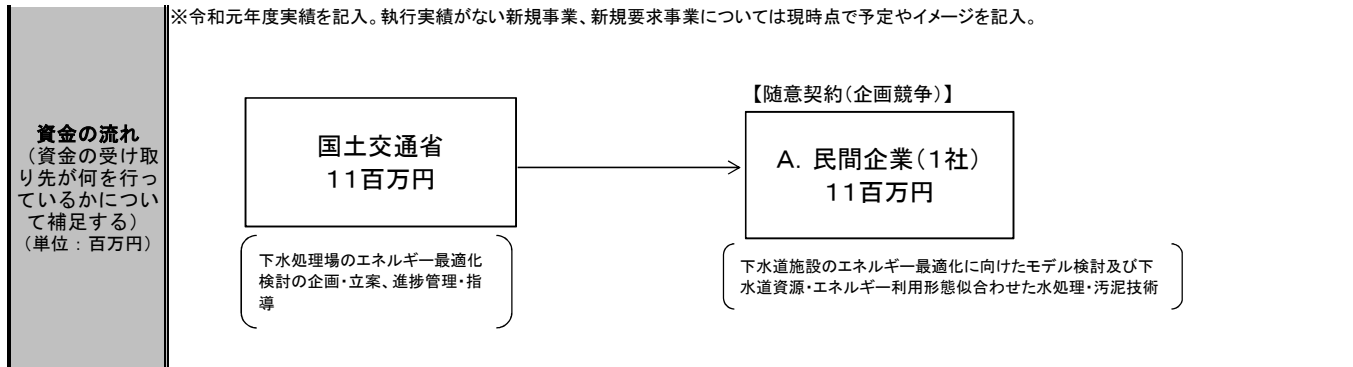 ※令和元年度実績を記入。執行実績がない新規事業、新規要求事業については現時点で予定やイメージを記入。
資金の流れ
（資金の受け取
り先が何を行っ
ているかについ
て補足する）
（単位：百万円）
国土交通省
11百万円
下水処理場のエネルギー最適化
検討の企画・立案、進捗管理・指
導
【随意契約（企画競争）】
A．民間企業（1社）
11百万円
下水道施設のエネルギー最適化に向けたモデル検討及び下
水道資源・エネルギー利用形態似合わせた水処理・汚泥技術